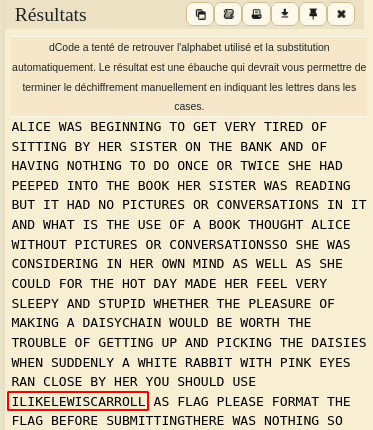 Résultats
dCode a tenté de retrouver l'alphabet utilisé et la substitution
automatiquement. Le résultat est une ébauche qui devrait vous permettre de
terminer le déchiffrement manuellement en indiquant les lettres dans les
cases.
ALICE WAS BEGINNING TO GET VERY TIRED OF
SITTING BY HER SISTER ON THE BANK AND OF
HAVING NOTHING TO DO ONCE OR TWICE SHE HAD
PEEPED INTO THE BOOK HER SISTER WAS READING
BUT IT HAD NO PICTURES OR CONVERSATIONS IN IT
AND WHAT IS THE USE OF A BOOK THOUGHT ALICE
WITHOUT PICTURES OR CONVERSATIONSSO SHE WAS
CONSIDERING IN HER OWN MIND AS WELL AS SHE
COULD FOR THE HOT DAY MADE HER FEEL VERY
SLEEPY AND STUPID WHETHER THE PLEASURE OF
MAKING A DAISYCHAIN WOULD BE WORTH THE
TROUBLE OF GETTING UP AND PICKING THE DAISIES
WHEN SUDDENLY A WHITE RABBIT WITH PINK EYES
RAN CLOSE BY HER YOU SHOULD USE
ILIKELEWISCARROLL AS FLAG PLEASE FORMAT THE
FLAG BEFORE SUBMITTINGTHERE WAS NOTHING SO